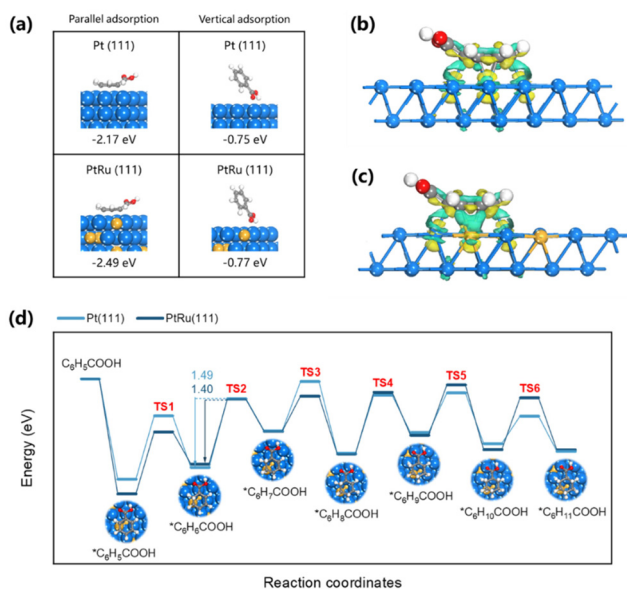 (a)
Parallel adsorption Vertical adsorption
Pt (111) Pt (111)
-2.17 eV -0.75 eV
PtRu (111) PtRu (111)
-2.49 eV -0.77 eV
(b)
(c)
(d)
Pt(111) PtRu(111)
C₆H₅COOH
1.49
1.40
TS1 TS2 TS3 TS4 TS5 TS6
*C₆H₅COOH
*C₆H₆COOH
*C₆H₇COOH
*C₆H₈COOH
*C₆H₉COOH
*C₆H₁₀COOH
*C₆H₁₁COOH
Energy (eV)
Reaction coordinates